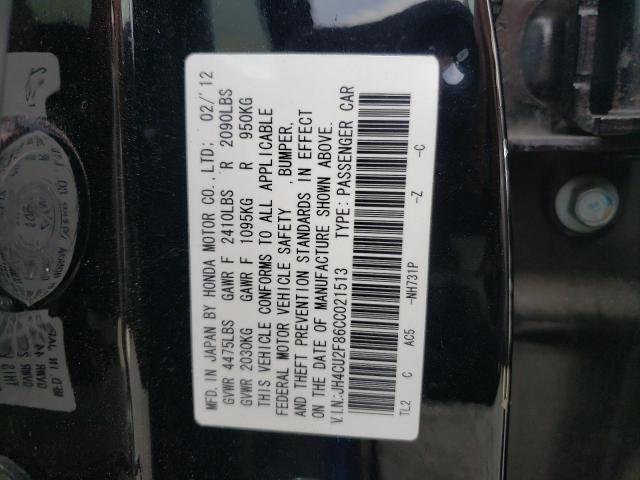 MFD. IN JAPAN BY HONDA MOTOR CO., LTD: 02/'12
GVWR 4475LBS GAWR F 2410LBS R 2090LBS
GVWR 2030KG GAWR F 1095KG R 950KG
THIS VEHICLE CONFORMS TO ALL APPLICABLE
FEDERAL MOTOR VEHICLE SAFETY , BUMPER,
AND THEFT PREVENTION STANDARDS IN EFFECT
ON THE DATE OF MANUFACTURE SHOWN ABOVE.
V.I.N:JH4CU2F86CC021513 TYPE: PASSENGER CAR
TL2 C AC5 -NH731P -Z -C